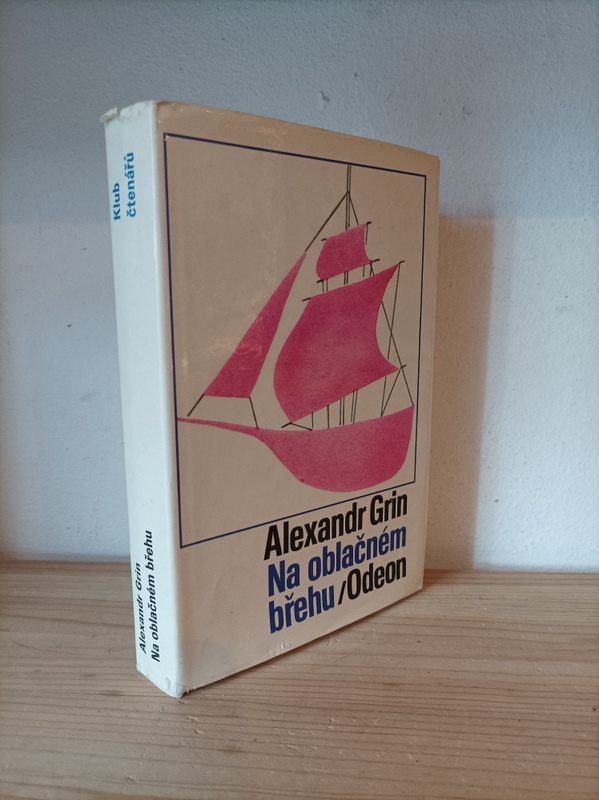 Klub
čtenářů
Alexandr Grin
Na oblačném břehu
Alexandr Grin
Na oblačném
břehu/Odeon